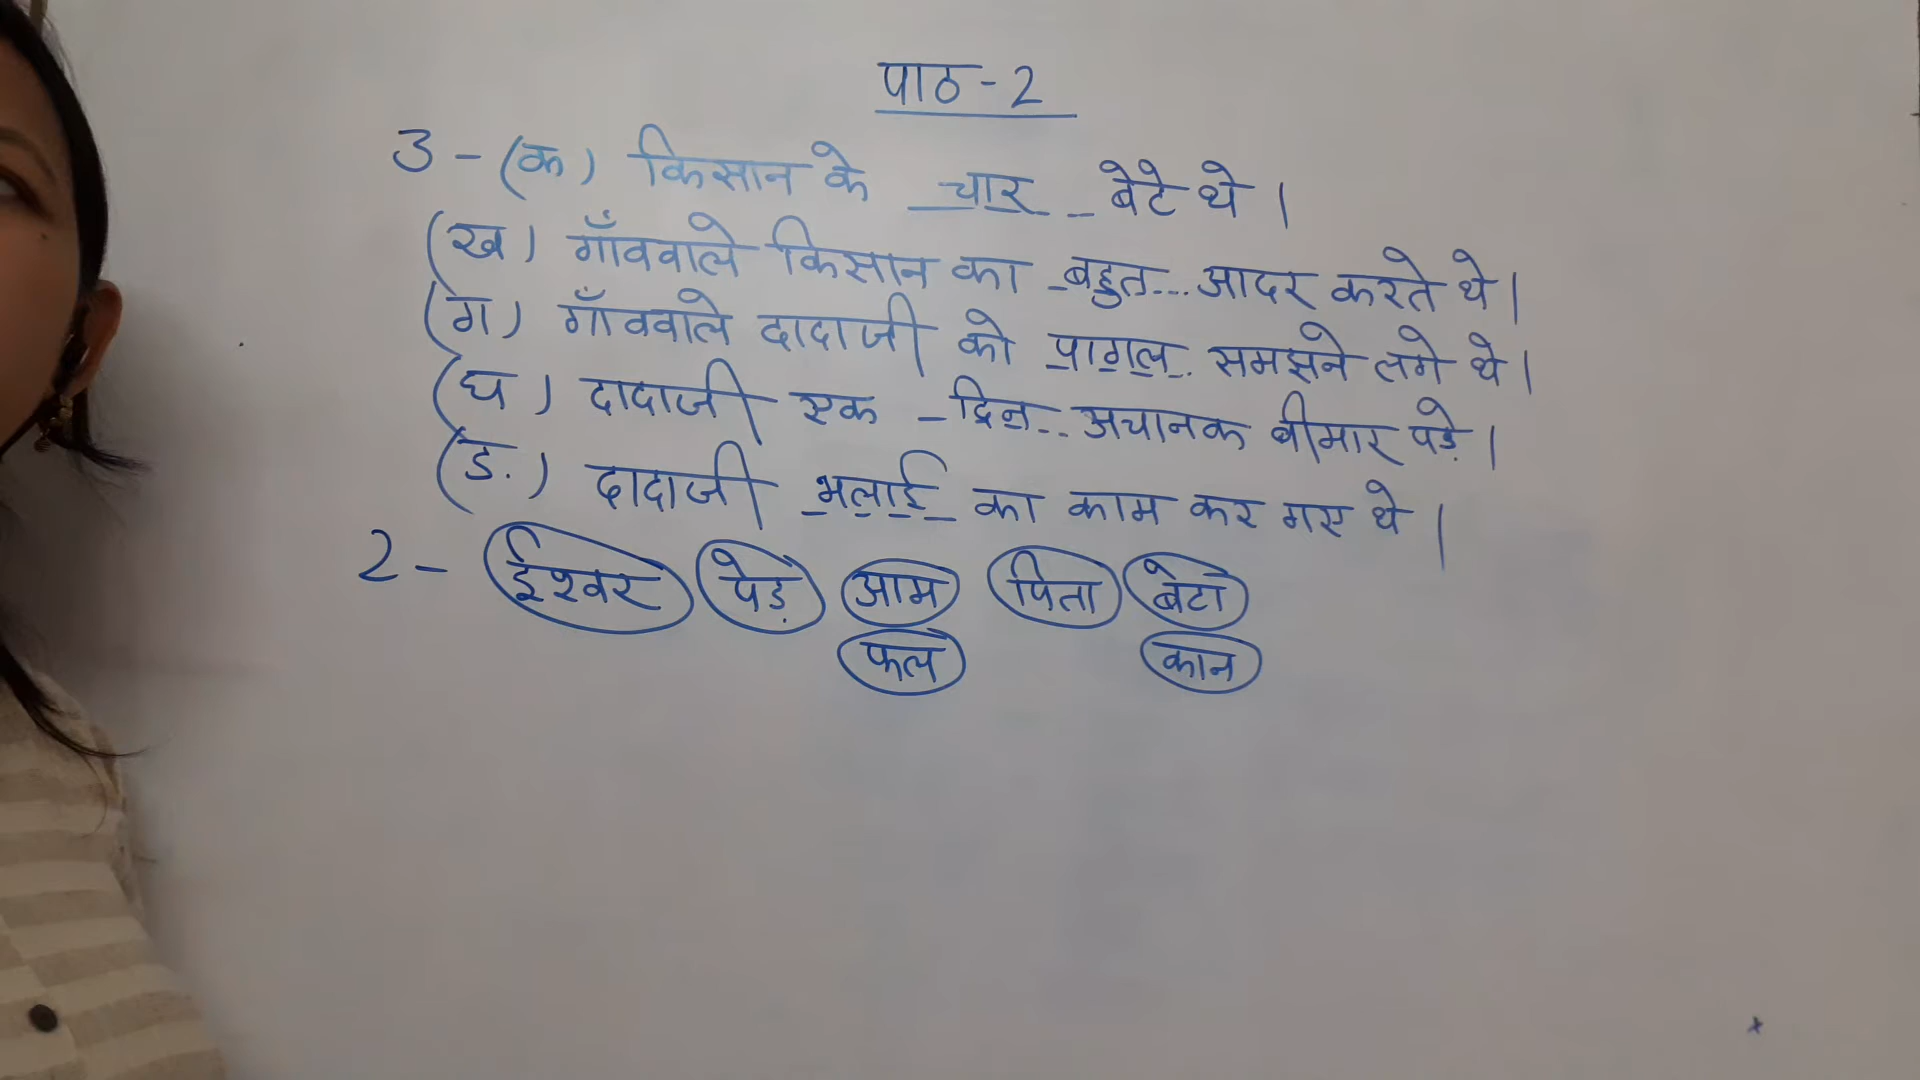 पाठ - 2
3 - (क) किसान के चार बेटे थे।
(ख) गाँववाले किसान का बहुत आदर करते थे।
(ग) गाँववाले दादाजी को पागल समझने लगे थे।
(घ) दादाजी एक दिन अचानक बीमार पड़े।
(ड.) दादाजी भलाई का काम कर गए थे।
2 - ईश्वर पेड़ आम पिता बेटा
फल कान